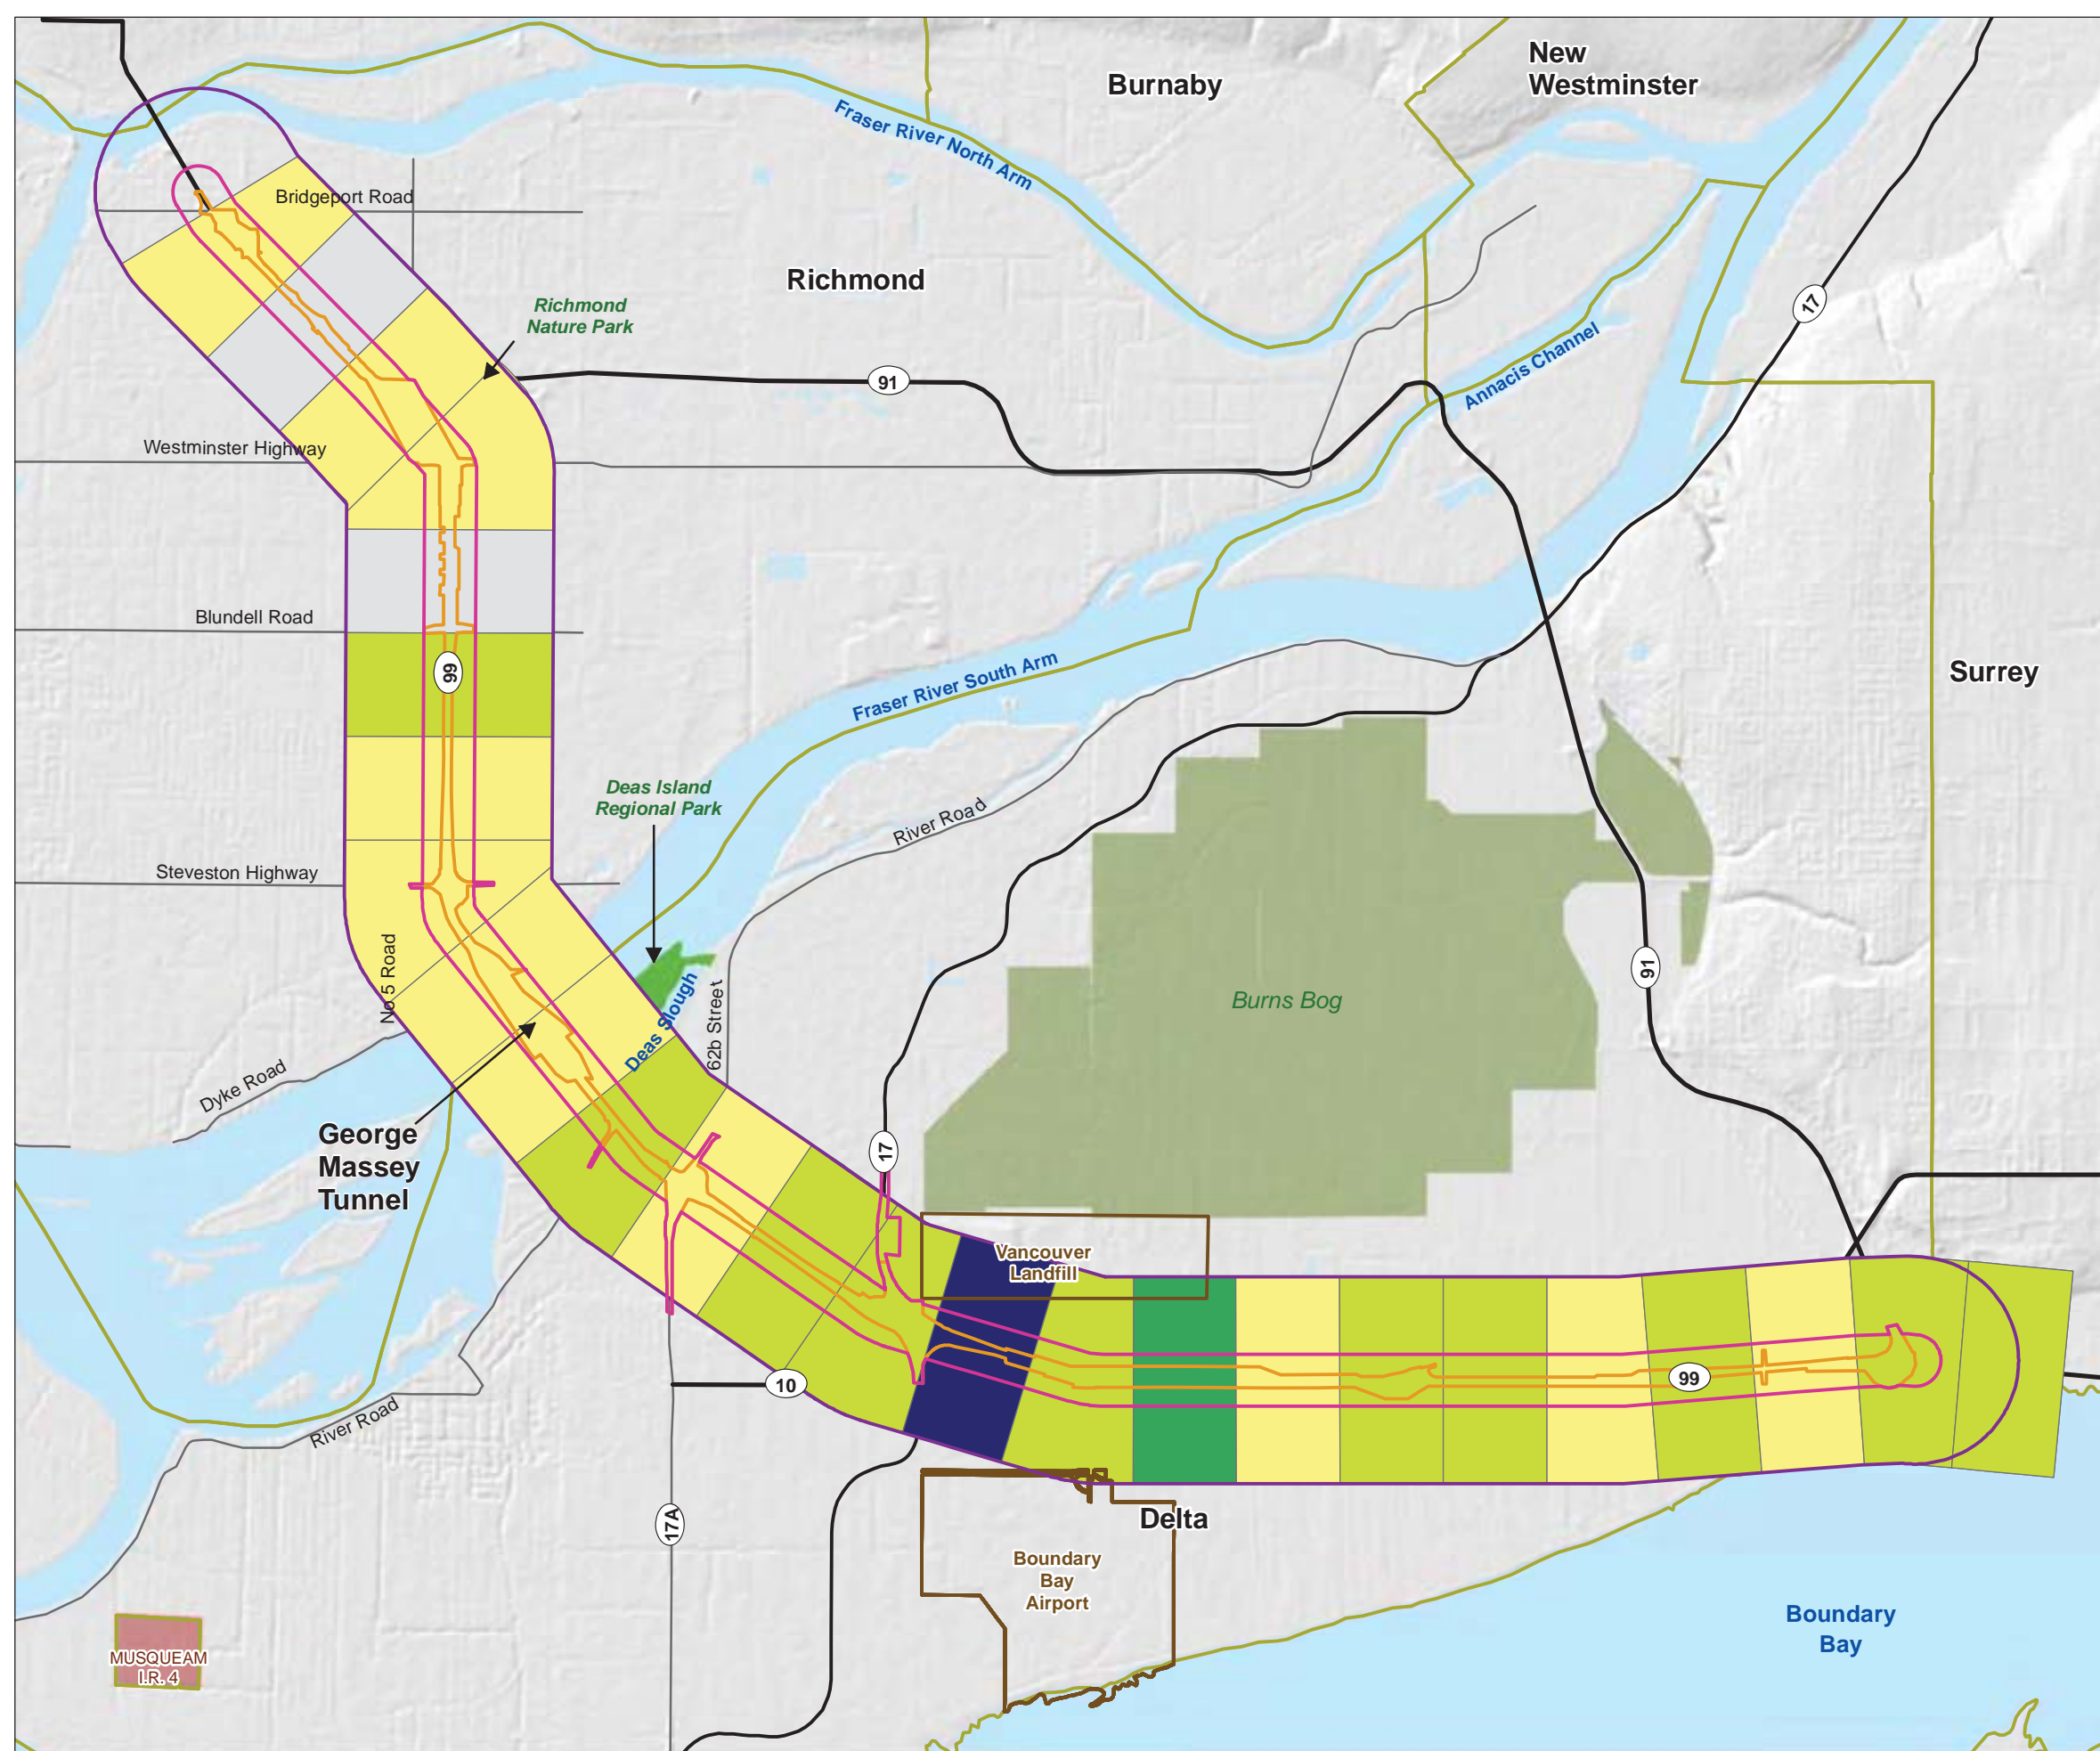 New
Westminster
Burnaby
Fraser River North Arm
Bridgeport Road
Richmond
17
Richmond
Nature Park
91
Annacis Channel
Westminster Highway
Blundell Road
99
Fraser River South Arm
Surrey
Deas Island
Regional Park
River Road
Steveston Highway
No 5 Road
Deas Slough
62b Street
91
Burns Bog
Dyke Road
George
Massey
Tunnel
17
Vancouver
Landfill
10
99
River Road
17A
Delta
Boundary
Bay
Airport
Boundary
Bay
MUSQUEAM
I.R. 4